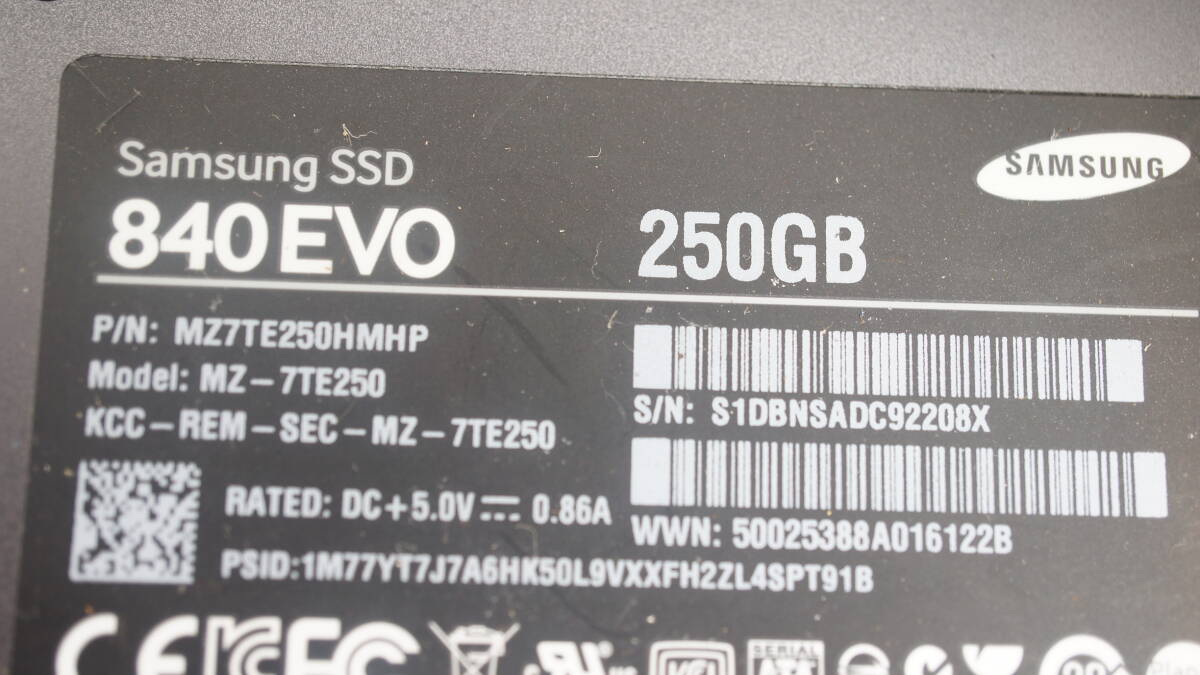 Samsung SSD
SAMSUNG
840 EVO
250GB
P/N: MZ7TE250HMHP
Model: MZ-7TE250
KCC-REM-SEC-MZ-7TE250
S/N: S1DBNSADC92208X
RATED: DC+5.0V⎓ 0.86A
WWN: 50025388A016122B
PSID:1M77YT7J7A6HK50L9VXXFH2ZL4SPT91B
SERIAL